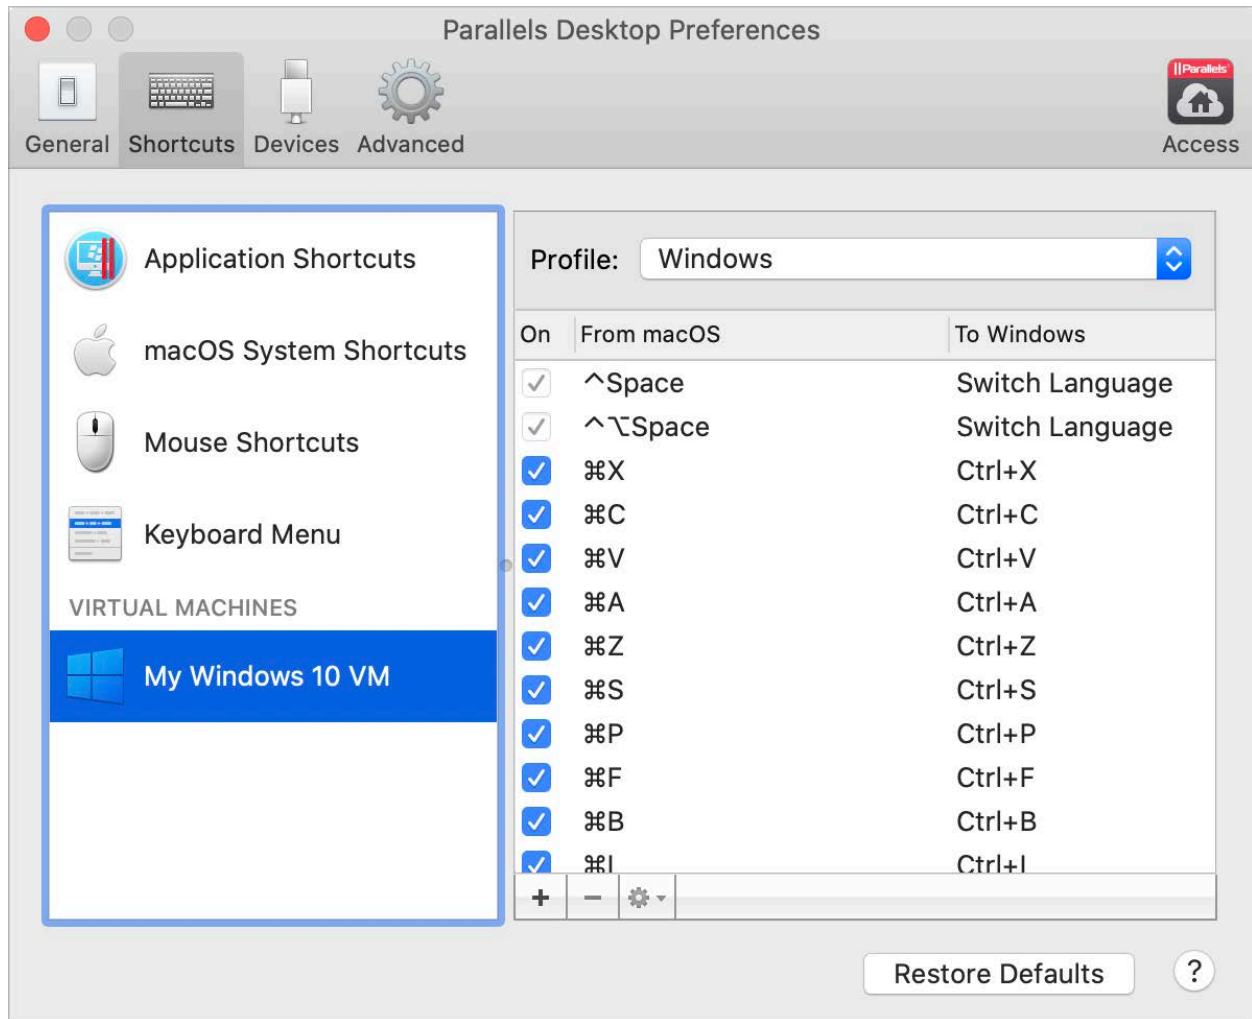 Parallels Desktop Preferences
||Parallels®
General Shortcuts Devices Advanced Access
Application Shortcuts
macOS System Shortcuts
Mouse Shortcuts
Keyboard Menu
VIRTUAL MACHINES
My Windows 10 VM
Profile: Windows
On From macOS To Windows
^Space Switch Language
^⌥Space Switch Language
⌘X Ctrl+X
⌘C Ctrl+C
⌘V Ctrl+V
⌘A Ctrl+A
⌘Z Ctrl+Z
⌘S Ctrl+S
⌘P Ctrl+P
⌘F Ctrl+F
⌘B Ctrl+B
⌘I Ctrl+I
+ −
Restore Defaults ?